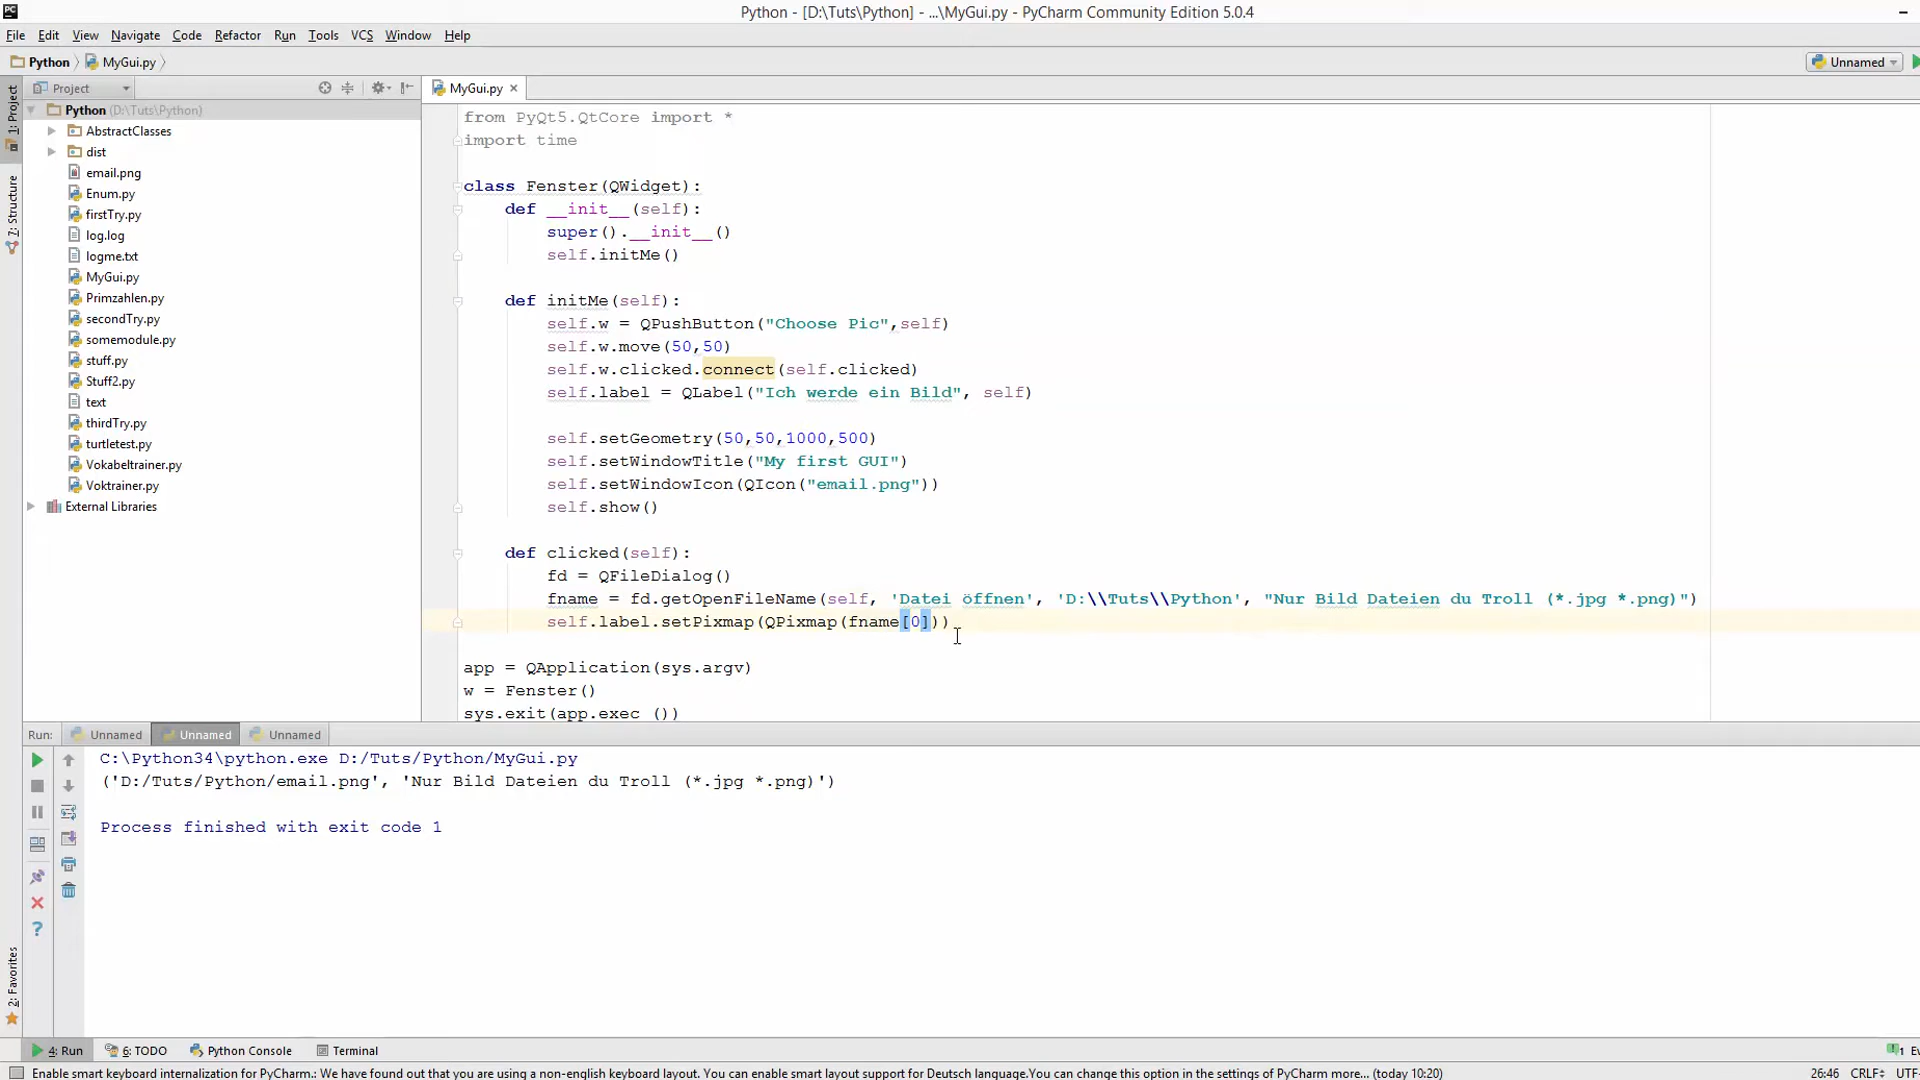 Python - [D:\Tuts\Python] - ...\MyGui.py - PyCharm Community Edition 5.0.4
File Edit View Navigate Code Refactor Run Tools VCS Window Help
Python MyGui.py Unnamed
1: Project
7: Structure
2: Favorites
Project
Python (D:\Tuts\Python)
AbstractClasses
dist
email.png
Enum.py
firstTry.py
log.log
logme.txt
MyGui.py
Primzahlen.py
secondTry.py
somemodule.py
stuff.py
Stuff2.py
text
thirdTry.py
turtletest.py
Vokabeltrainer.py
Voktrainer.py
External Libraries
MyGui.py
from PyQt5.QtCore import *
import time
class Fenster(QWidget):
def __init__(self):
super().__init__()
self.initMe()
def initMe(self):
self.w = QPushButton("Choose Pic",self)
self.w.move(50,50)
self.w.clicked.connect(self.clicked)
self.label = QLabel("Ich werde ein Bild", self)
self.setGeometry(50,50,1000,500)
self.setWindowTitle("My first GUI")
self.setWindowIcon(QIcon("email.png"))
self.show()
def clicked(self):
fd = QFileDialog()
fname = fd.getOpenFileName(self, 'Datei öffnen', 'D:\\Tuts\\Python', "Nur Bild Dateien du Troll (*.jpg *.png)")
self.label.setPixmap(QPixmap(fname[0]))
app = QApplication(sys.argv)
w = Fenster()
sys.exit(app.exec_())
Run: Unnamed Unnamed Unnamed
C:\Python34\python.exe D:/Tuts/Python/MyGui.py
('D:/Tuts/Python/email.png', 'Nur Bild Dateien du Troll (*.jpg *.png)')
Process finished with exit code 1
4: Run 6: TODO Python Console Terminal 1
Enable smart keyboard internalization for PyCharm.: We have found out that you are using a non-english keyboard layout. You can enable smart layout support for Deutsch language.You can change this option in the settings of PyCharm more... (today 10:20) 26:46 CRLF UTF-